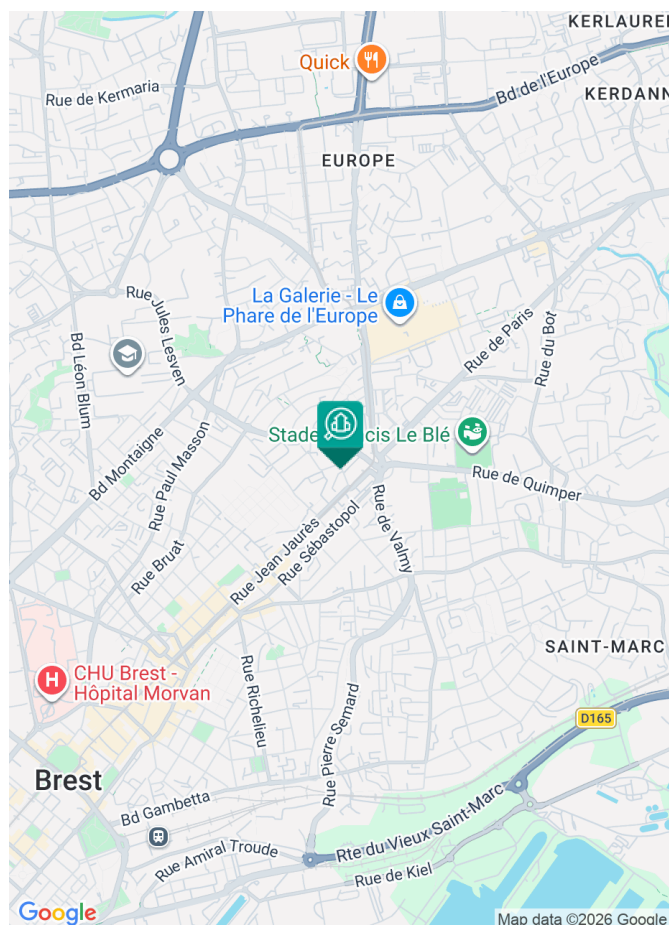 KERLAURE
Quick
Bd de l'Europe
Rue de Kermaria
KERDANN
EUROPE
La Galerie - Le
Phare de l'Europe
Rue Jules Lesven
Rue de Paris
Rue du Bot
Bd Léon Blum
Stade
cis Le Blé
Bd Montaigne
Rue Paul Masson
Rue de Quimper
Rue de Valmy
Rue Jean Jaurès
Rue Sébastopol
Rue Bruat
SAINT-MARC
H
CHU Brest -
Hôpital Morvan
Rue Richelieu
Rue Pierre Semard
D165
Brest
Bd Gambetta
Rte du Vieux Saint-Marc
Rue Amiral Troude
Rue de Kiel
Google
Map data ©2026 Google